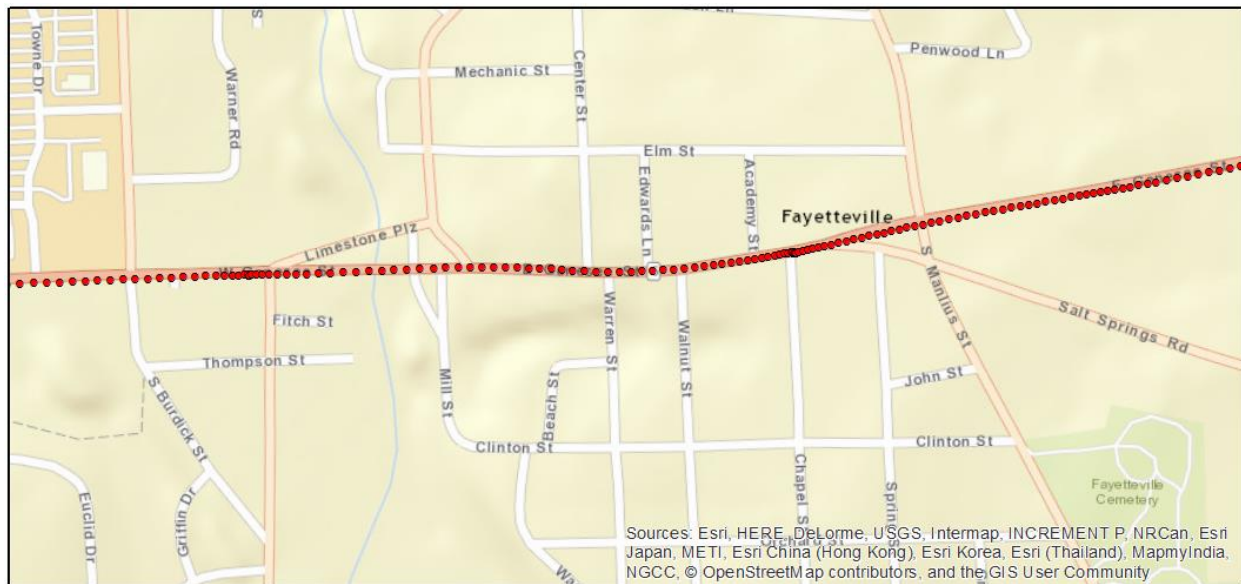 Towne Dr
Warner Rd
S
Mechanic St
Center St
Penwood Ln
Elm St
Edwards Ln
Academy St
Fayetteville
Limestone Plz
S Manlius St
Salt Springs Rd
Fitch St
Thompson St
S Burdick St
Mill St
Warren St
Walnut St
Beach St
John St
Clinton St
Clinton St
Chapel St
Euclid Dr
Griffin Dr
Orchard St
Fayetteville
Cemetery
Sources: Esri, HERE, DeLorme, USGS, Intermap, INCREMENT P, NRCan, Esri
Japan, METI, Esri China (Hong Kong), Esri Korea, Esri (Thailand), MapmyIndia,
NGCC, © OpenStreetMap contributors, and the GIS User Community